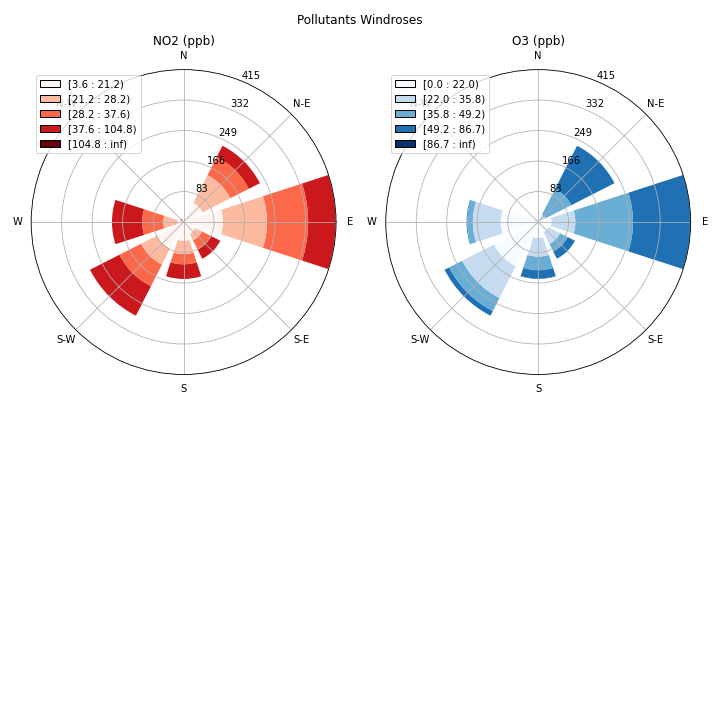 Pollutants Windroses
NO2 (ppb)
N
[3.6 : 21.2)
[21.2 : 28.2)
[28.2 : 37.6)
[37.6 : 104.8)
[104.8 : inf)
415
332
249
166
83
N-E
W
E
S-W
S-E
S
O3 (ppb)
N
[0.0 : 22.0)
[22.0 : 35.8)
[35.8 : 49.2)
[49.2 : 86.7)
[86.7 : inf)
415
332
249
166
83
N-E
W
E
S-W
S-E
S